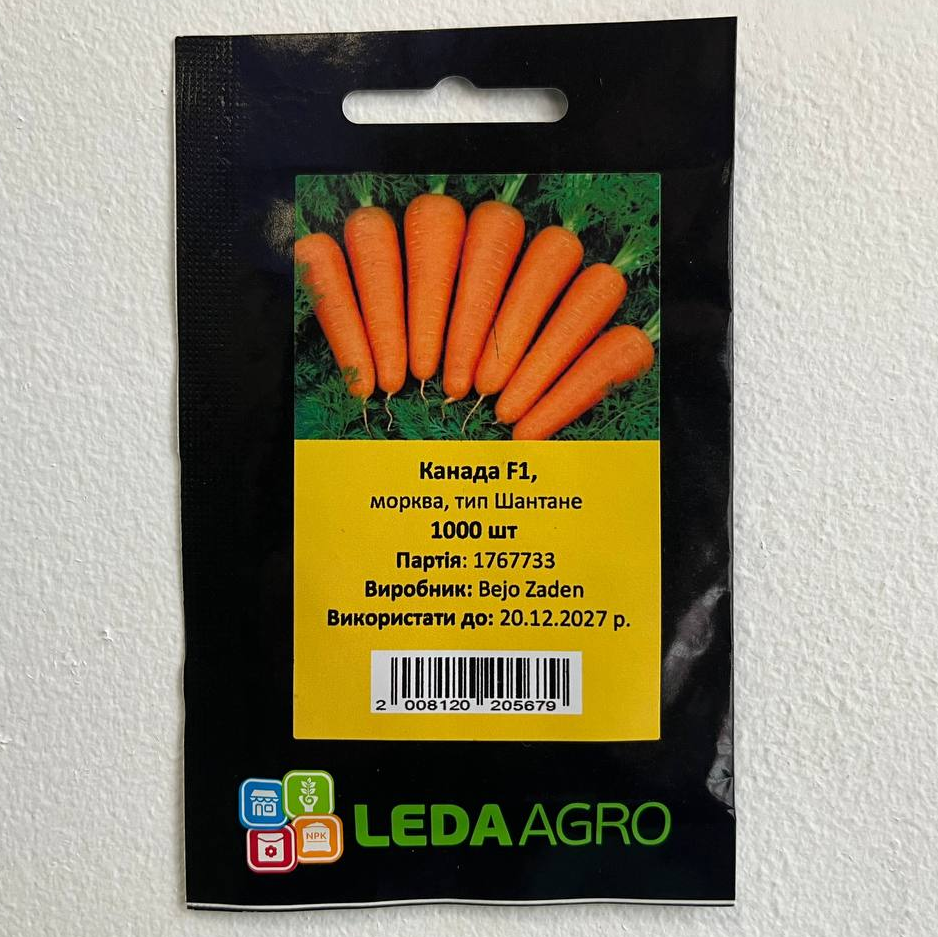 Канада F1,
морква, тип Шантане
1000 шт
Партія: 1767733
Виробник: Bejo Zaden
Використати до: 20.12.2027 р.
2 008120 205679
NPK
LEDA AGRO